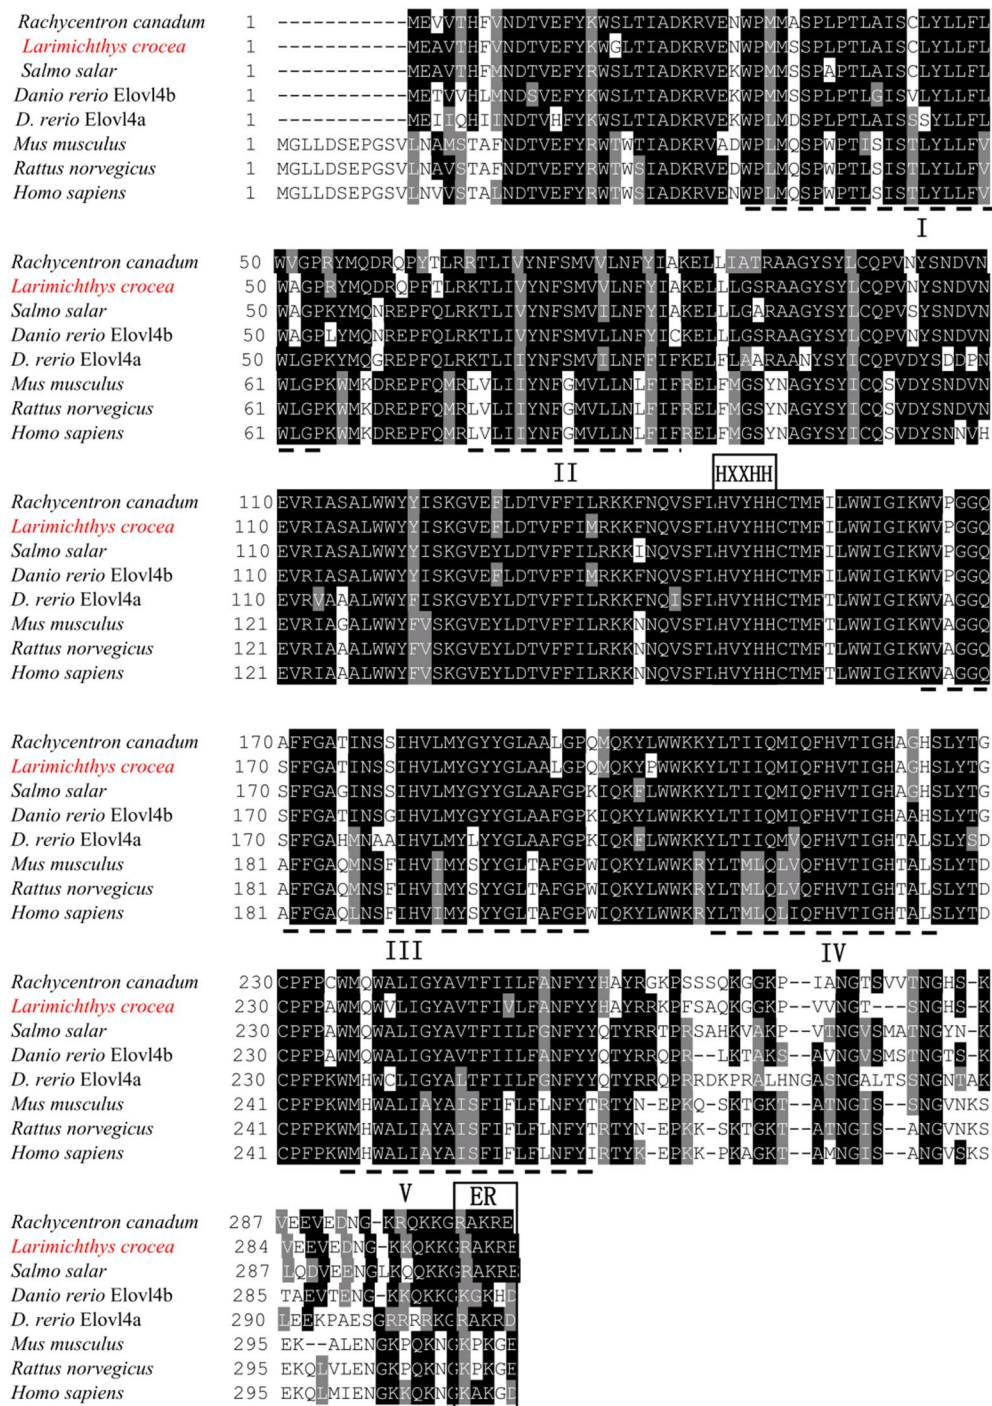 Rachycentron canadum 1 -----------MEVVTHFVNDTVEFYKWSLTIADKRVENWPMMASPLPTLAISCLYLLFL
Larimichthys crocea 1 -----------MEAVTHFVNDTVEFYKWGLTIADKRVENWPMMSSPLPTLAISCLYLLFL
Salmo salar 1 -----------MEAVTHFMNDTVEFYRWSLTIADKRVEKWPMMSSPAPTLAISCLYLLFL
Danio rerio Elovl4b 1 -----------METVVHLMNDSVEFYKWSLTIADKRVEKWPMMSSPLPTLGISVLYLLFL
D. rerio Elovl4a 1 -----------MEIIQHIINDTVHFYKWSLTIADKRVEKWPLMDSPLPTLAISSSYLLFL
Mus musculus 1 MGLLDSEPGSVLNAMSTAFNDTVEFYRWTWTIADKRVADWPLMQSPWPTISISTLYLLFV
Rattus norvegicus 1 MGLLDSEPGSVLNAVSTAFNDTVEFYRWTWSIADKRVEDWPLMQSPWPTLSISTLYLLFV
Homo sapiens 1 MGLLDSEPGSVLNVVSTALNDTVEFYRWTWSIADKRVENWPLMQSPWPTLSISTLYLLFV
I
Rachycentron canadum 50 WVGPRYMQDRQPYTLRRTLIVYNFSMVVLNFYIAKELLIATRAAGYSYLCQPVNYSNDVN
Larimichthys crocea 50 WAGPRYMQDRQPFTLRKTLIVYNFSMVVLNFYIAKELLLGSRAAGYSYLCQPVNYSNDVN
Salmo salar 50 WAGPKYMQNREPFQLRKTLIVYNFSMVILNFYIAKELLLGARAAGYSYLCQPVNYSNDVN
Danio rerio Elovl4b 50 WAGPLYMQNREPFQLRKTLIVYNFSMVVLNFYICKELLLGSRAAGYSYLCQPVNYSNDVN
D. rerio Elovl4a 50 WLGPKYMQGREPFQLRKTLIIYNFSMVILNFFIFKELFLAARAANYSYICQPVDYSDDPN
Mus musculus 61 WLGPKWMKDREPFQMRLVLIIYNFGMVLLNLFIFRELFMGSYNAGYSYICQSVDYSNDVN
Rattus norvegicus 61 WLGPKWMKDREPFQMRLVLIIYNFGMVLLNLFIFRELFMGSYNAGYSYICQSVDYSNDVN
Homo sapiens 61 WLGPKWMKDREPFQMRLVLIIYNFGMVLLNLFIFRELFMGSYNAGYSYICQSVDYSNNVH
II HXXHH
Rachycentron canadum 110 EVRIASALWWYYISKGVEFLDTVFFILRKKFNQVSFLHVYHHCTMFILWWIGIKWVPGGQ
Larimichthys crocea 110 EVRIASALWWYYISKGVEFLDTVFFIMRKKFNQVSFLHVYHHCTMFILWWIGIKWVPGGQ
Salmo salar 110 EVRIASALWWYYISKGVEYLDTVFFILRKKINQVSFLHVYHHCTMFILWWIGIKWVPGGQ
Danio rerio Elovl4b 110 EVRIASALWWYYISKGVEFLDTVFFIMRKKFNQVSFLHVYHHCTMFILWWIGIKWVPGGQ
D. rerio Elovl4a 110 EVRVAAALWWYFISKGVEYLDTVFFILRKKFNQISFLHVYHHCTMFTLWWIGIKWVAGGQ
Mus musculus 121 EVRIAGALWWYFVSKGVEYLDTVFFILRKKNNQVSFLHVYHHCTMFTLWWIGIKWVAGGQ
Rattus norvegicus 121 EVRIAAALWWYFVSKGVEYLDTVFFILRKKNNQVSFLHVYHHCTMFTLWWIGIKWVAGGQ
Homo sapiens 121 EVRIAAALWWYFVSKGVEYLDTVFFILRKKNNQVSFLHVYHHCTMFTLWWIGIKWVAGGQ
Rachycentron canadum 170 AFFGATINSSIHVLMYGYYGLAALGPQMQKYLWWKKYLTIIQMIQFHVTIGHAGHSLYTG
Larimichthys crocea 170 SFFGATINSSIHVLMYGYYGLAALGPQMQKYPWWKKYLTIIQMIQFHVTIGHAGHSLYTG
Salmo salar 170 SFFGAGINSSIHVLMYGYYGLAAFGPKIQKFLWWKKYLTIIQMIQFHVTIGHAGHSLYTG
Danio rerio Elovl4b 170 SFFGATINSGIHVLMYGYYGLAAFGPKIQKYLWWKKYLTIIQMIQFHVTIGHAAHSLYTG
D. rerio Elovl4a 170 SFFGAHMNAAIHVLMYLYYGLAAFGPKIQKFLWWKKYLTIIQMVQFHVTIGHTALSLYSD
Mus musculus 181 AFFGAQMNSFIHVIMYSYYGLTAFGPWIQKYLWWKRYLTMLQLVQFHVTIGHTALSLYTD
Rattus norvegicus 181 AFFGAQMNSFIHVIMYSYYGLTAFGPWIQKYLWWKRYLTMLQLVQFHVTIGHTALSLYTD
Homo sapiens 181 AFFGAQLNSFIHVIMYSYYGLTAFGPWIQKYLWWKRYLTMLQLIQFHVTIGHTALSLYTD
III IV
Rachycentron canadum 230 CPFPCWMQWALIGYAVTFIILFANFYYHAYRGKPSSSQKGGKP--IANGTSVVTNGHS-K
Larimichthys crocea 230 CPFPAWMQWVLIGYAVTFIVLFANFYYHAYRRKPFSAQKGGKP--VVNGT---SNGHS-K
Salmo salar 230 CPFPAWMQWALIGYAVTFIILFGNFYYQTYRRTPRSAHKVAKP--VTNGVSMATNGYN-K
Danio rerio Elovl4b 230 CPFPAWMQWALIGYAVTFIILFANFYYQTYRRQPR--LKTAKS--AVNGVSMSTNGTS-K
D. rerio Elovl4a 230 CPFPKWMHWCLIGYALTFIILFGNFYYQTYRRQPRRDKPRALHNGASNGALTSSNGNTAK
Mus musculus 241 CPFPKWMHWALIAYAISFIFLFLNFYTRTYN-EPKQ-SKTGKT--ATNGIS--SNGVNKS
Rattus norvegicus 241 CPFPKWMHWALIAYAISFIFLFLNFYTRTYN-EPKK-SKTGKT--ATNGIS--ANGVNKS
Homo sapiens 241 CPFPKWMHWALIAYAISFIFLFLNFYIRTYK-EPKK-PKAGKT--AMNGIS--ANGVSKS
V ER
Rachycentron canadum 287 VEEVEDNG-KRQKKGRAKRE
Larimichthys crocea 284 VEEVEDNG-KKQKKGRAKRE
Salmo salar 287 LQDVEENGLKQQKKGRAKRE
Danio rerio Elovl4b 285 TAEVTENG-KKQKKGKGKHD
D. rerio Elovl4a 290 LEEKPAESGRRRRKGRAKRD
Mus musculus 295 EK--ALENGKPQKNGKPKGE
Rattus norvegicus 295 EKQLVLENGKPQKNGKPKGE
Homo sapiens 295 EKQLMIENGKKQKNGKAKGD